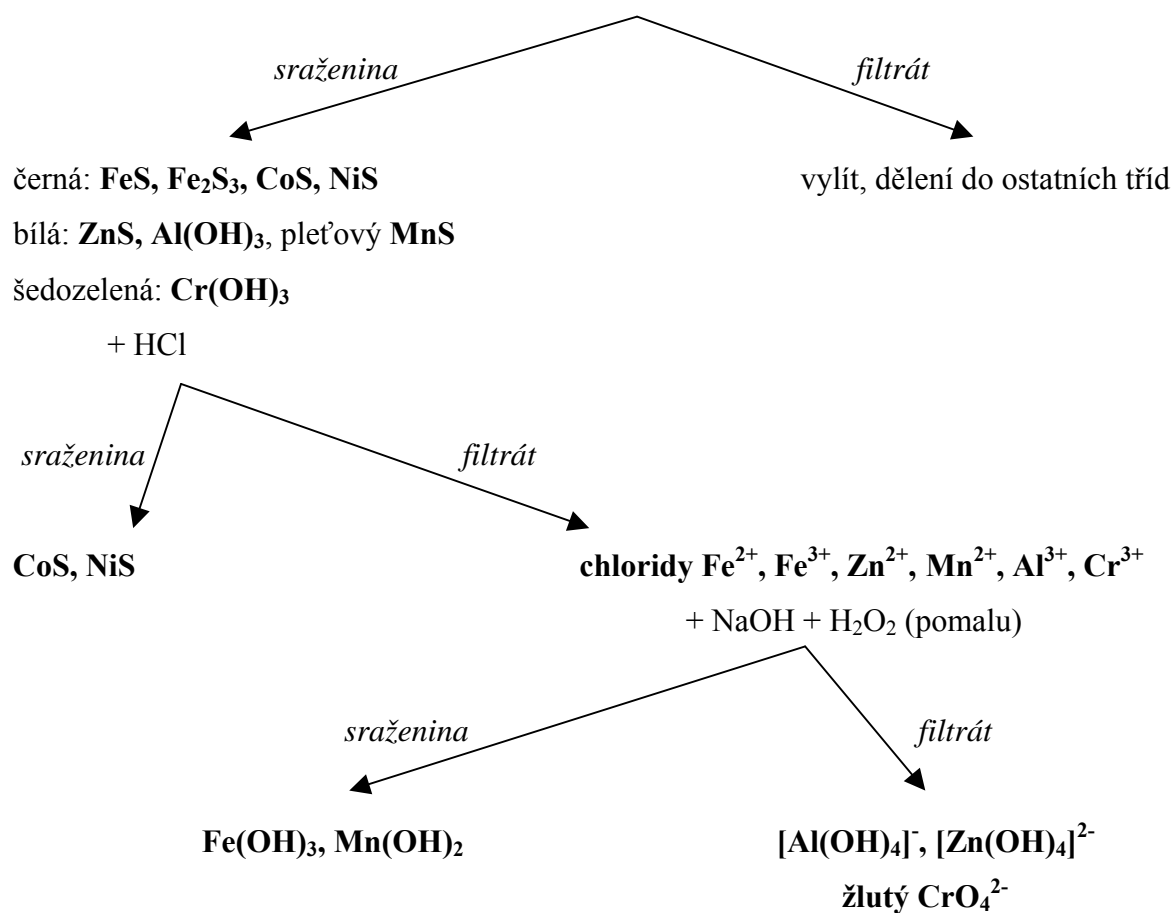 sraženina filtrát
černá: FeS, Fe₂S₃, CoS, NiS vylít, dělení do ostatních tříd
bílá: ZnS, Al(OH)₃, pleťový MnS
šedozelená: Cr(OH)₃
+ HCl
sraženina filtrát
CoS, NiS chloridy Fe²⁺, Fe³⁺, Zn²⁺, Mn²⁺, Al³⁺, Cr³⁺
+ NaOH + H₂O₂ (pomalu)
sraženina filtrát
Fe(OH)₃, Mn(OH)₂ [Al(OH)₄]⁻, [Zn(OH)₄]²⁻
žlutý CrO₄²⁻